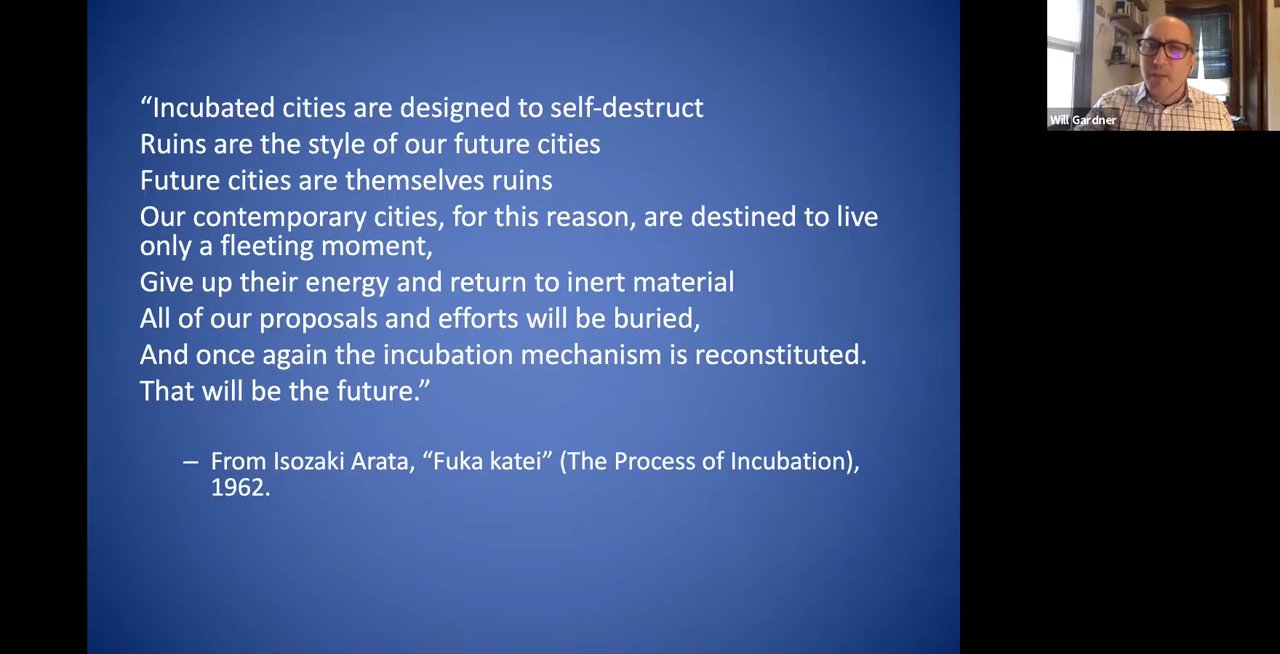 “Incubated cities are designed to self-destruct
Ruins are the style of our future cities
Future cities are themselves ruins
Our contemporary cities, for this reason, are destined to live
only a fleeting moment,
Give up their energy and return to inert material
All of our proposals and efforts will be buried,
And once again the incubation mechanism is reconstituted.
That will be the future.”
– From Isozaki Arata, “Fuka katei” (The Process of Incubation),
1962.
Will Gardner